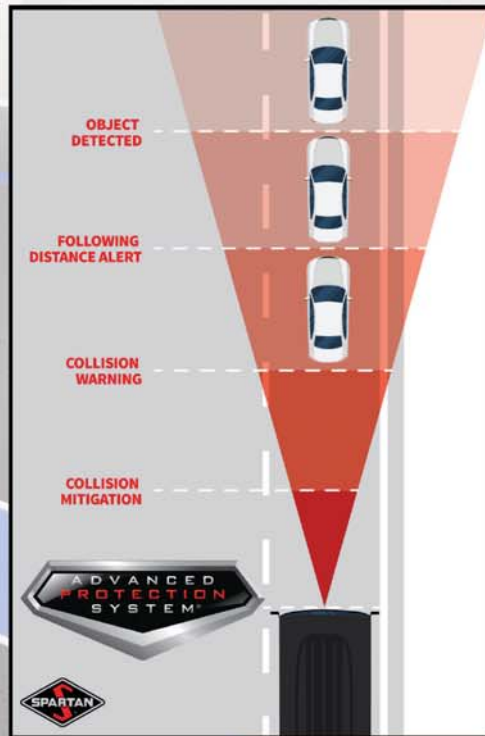 OBJECT
DETECTED
FOLLOWING
DISTANCE ALERT
COLLISION
WARNING
COLLISION
MITIGATION
ADVANCED
PROTECTION
SYSTEM®
S
SPARTAN